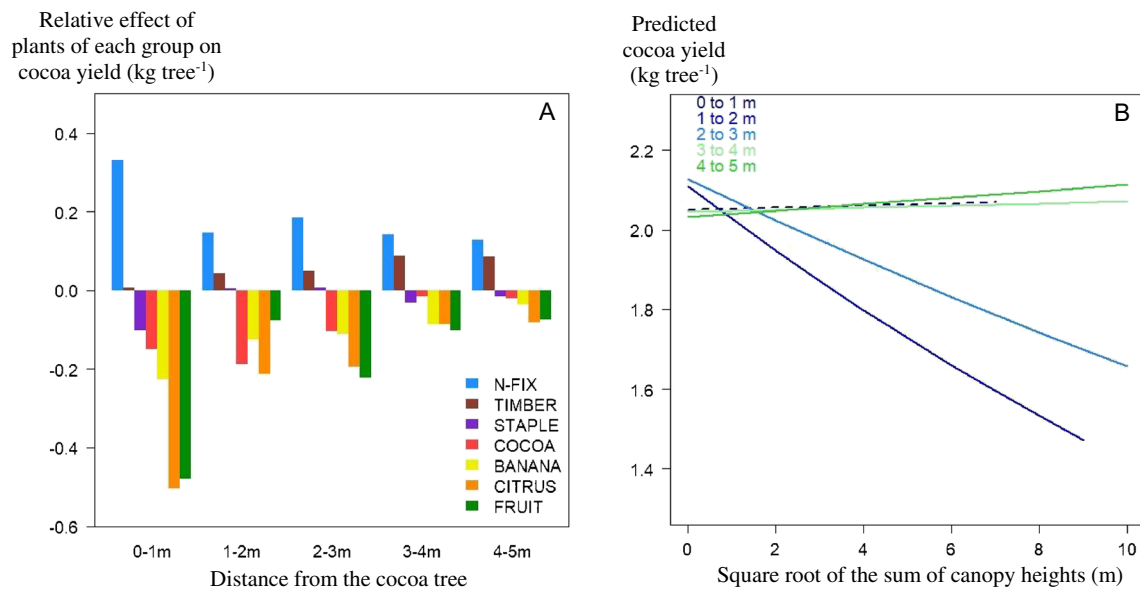 Relative effect of
plants of each group on
cocoa yield (kg tree⁻¹)
A
0.4
0.2
0.0
-0.2
-0.4
-0.6
N-FIX
TIMBER
STAPLE
COCOA
BANANA
CITRUS
FRUIT
0-1m 1-2m 2-3m 3-4m 4-5m
Distance from the cocoa tree
Predicted
cocoa yield
(kg tree⁻¹)
B
0 to 1 m
1 to 2 m
2 to 3 m
3 to 4 m
4 to 5 m
2.2
2.0
1.8
1.6
1.4
0 2 4 6 8 10
Square root of the sum of canopy heights (m)